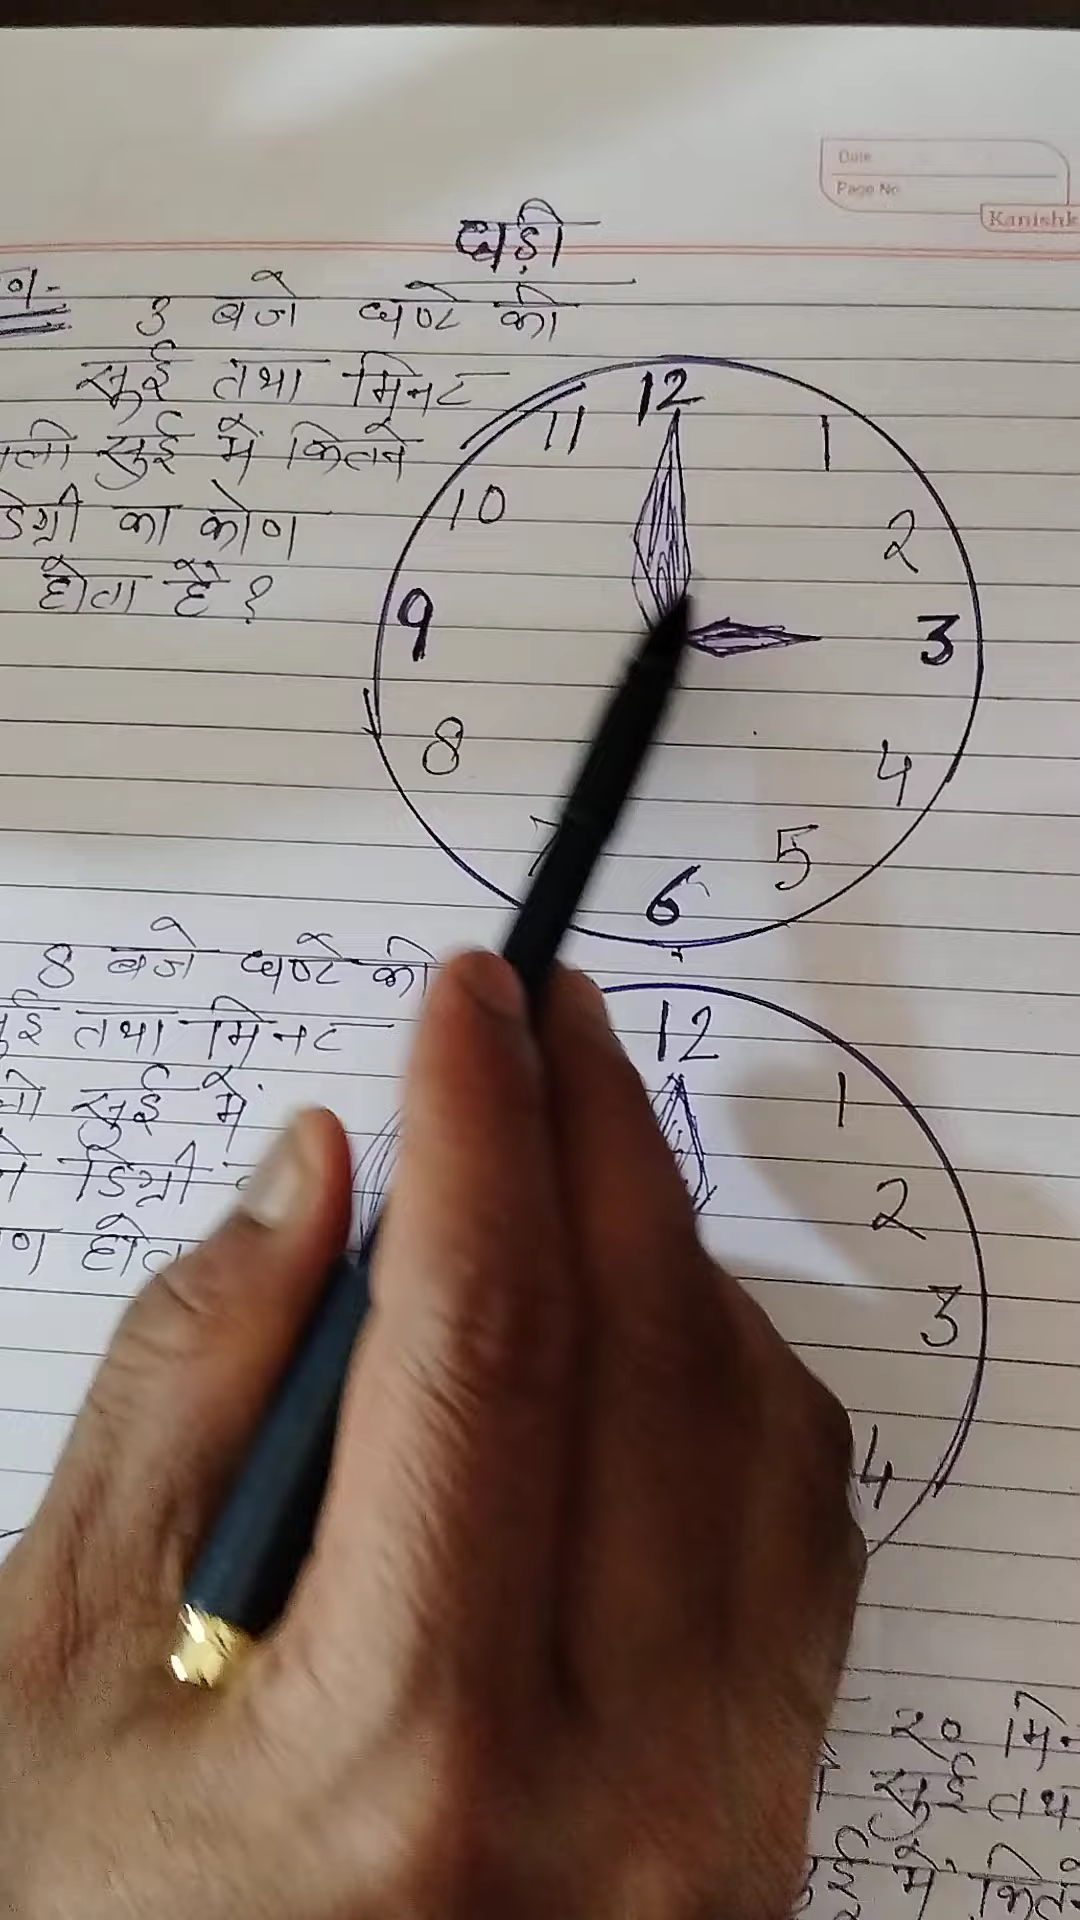 Date
Page No
Kanishk
घड़ी
3 बजे घण्टे की
सूई तथा मिनट
सूई में कितने
डिग्री का कोण
होता है?
12
11
1
10
2
9
3
8
4
7
5
6
8 बजे घण्टे की
तथा मिनट
सूई में
डिग्री
12
1
2
3
4
20
सूई तथा
में